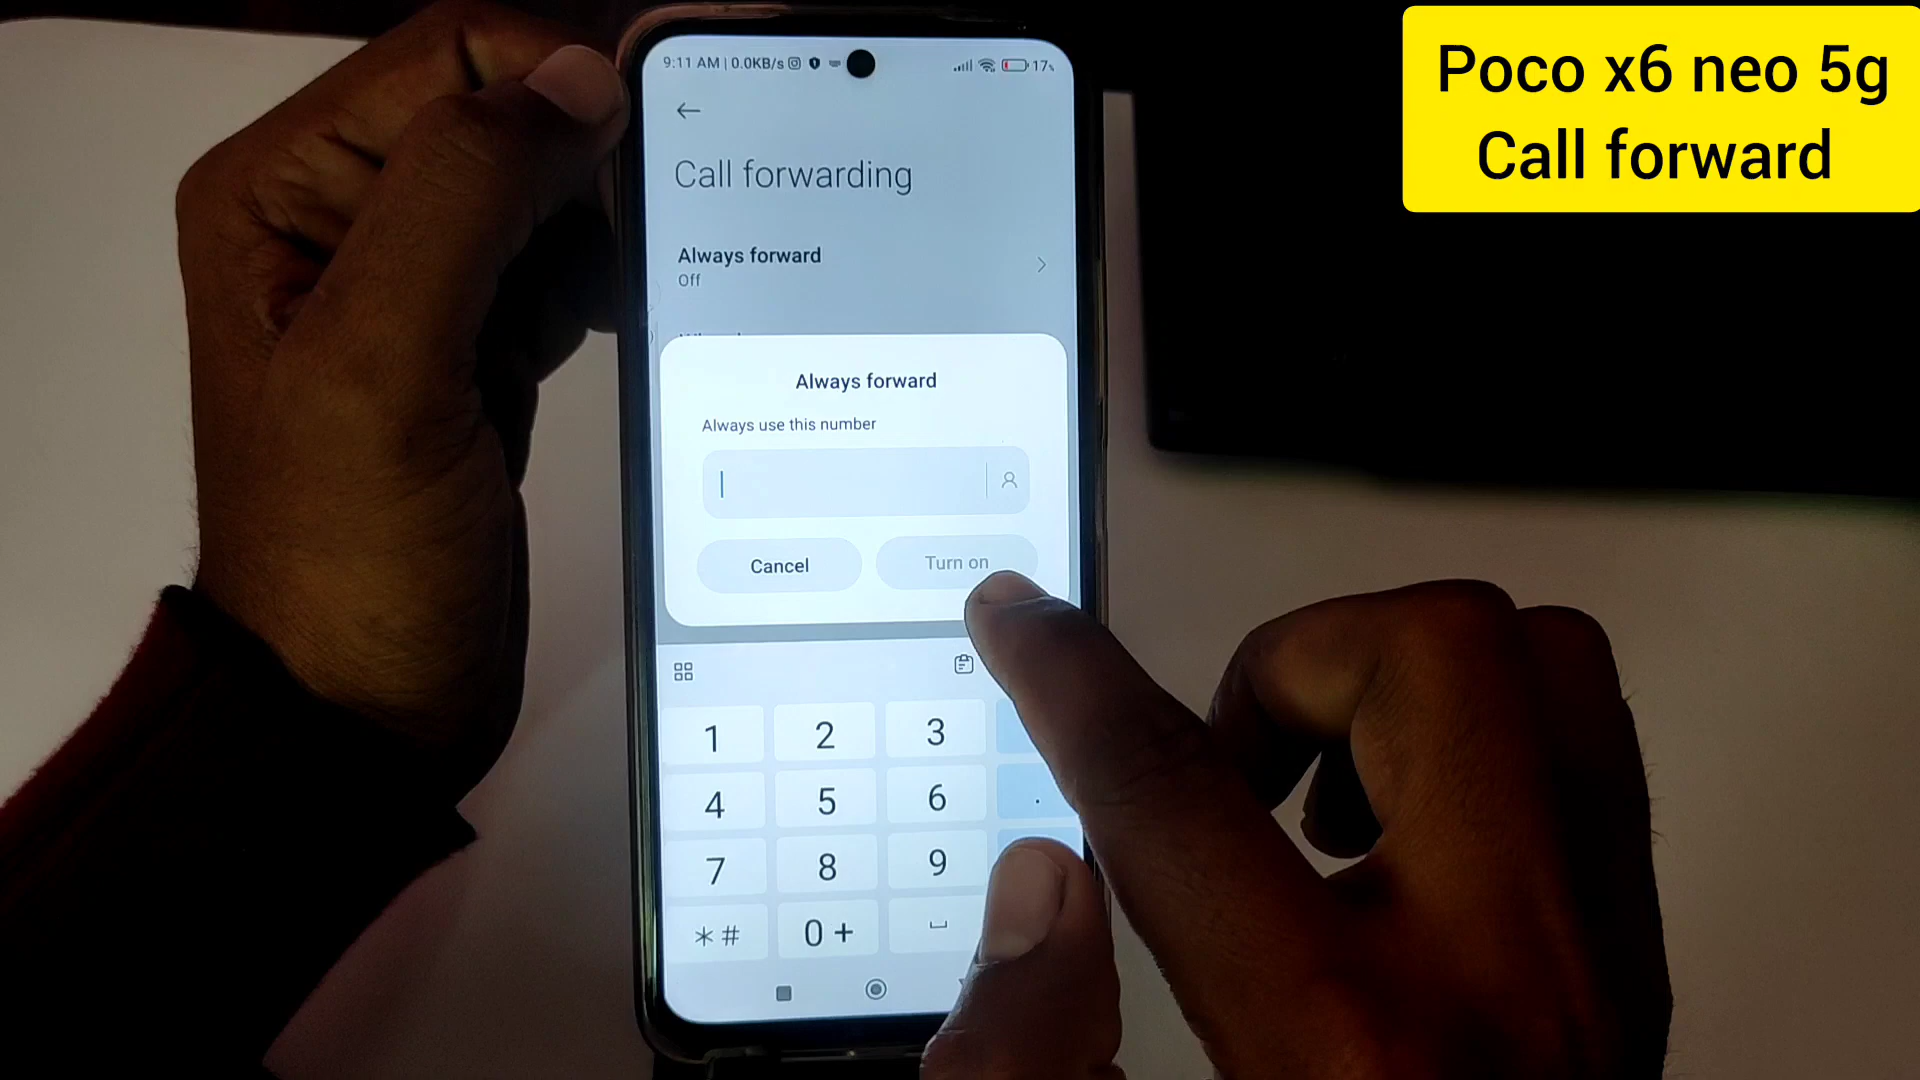 Poco x6 neo 5g
Call forward
9:11 AM | 0.0KB/s 17%
Call forwarding
Always forward
Off
Always forward
Always use this number
Cancel Turn on
1 2 3
4 5 6 .
7 8 9
*# 0 +